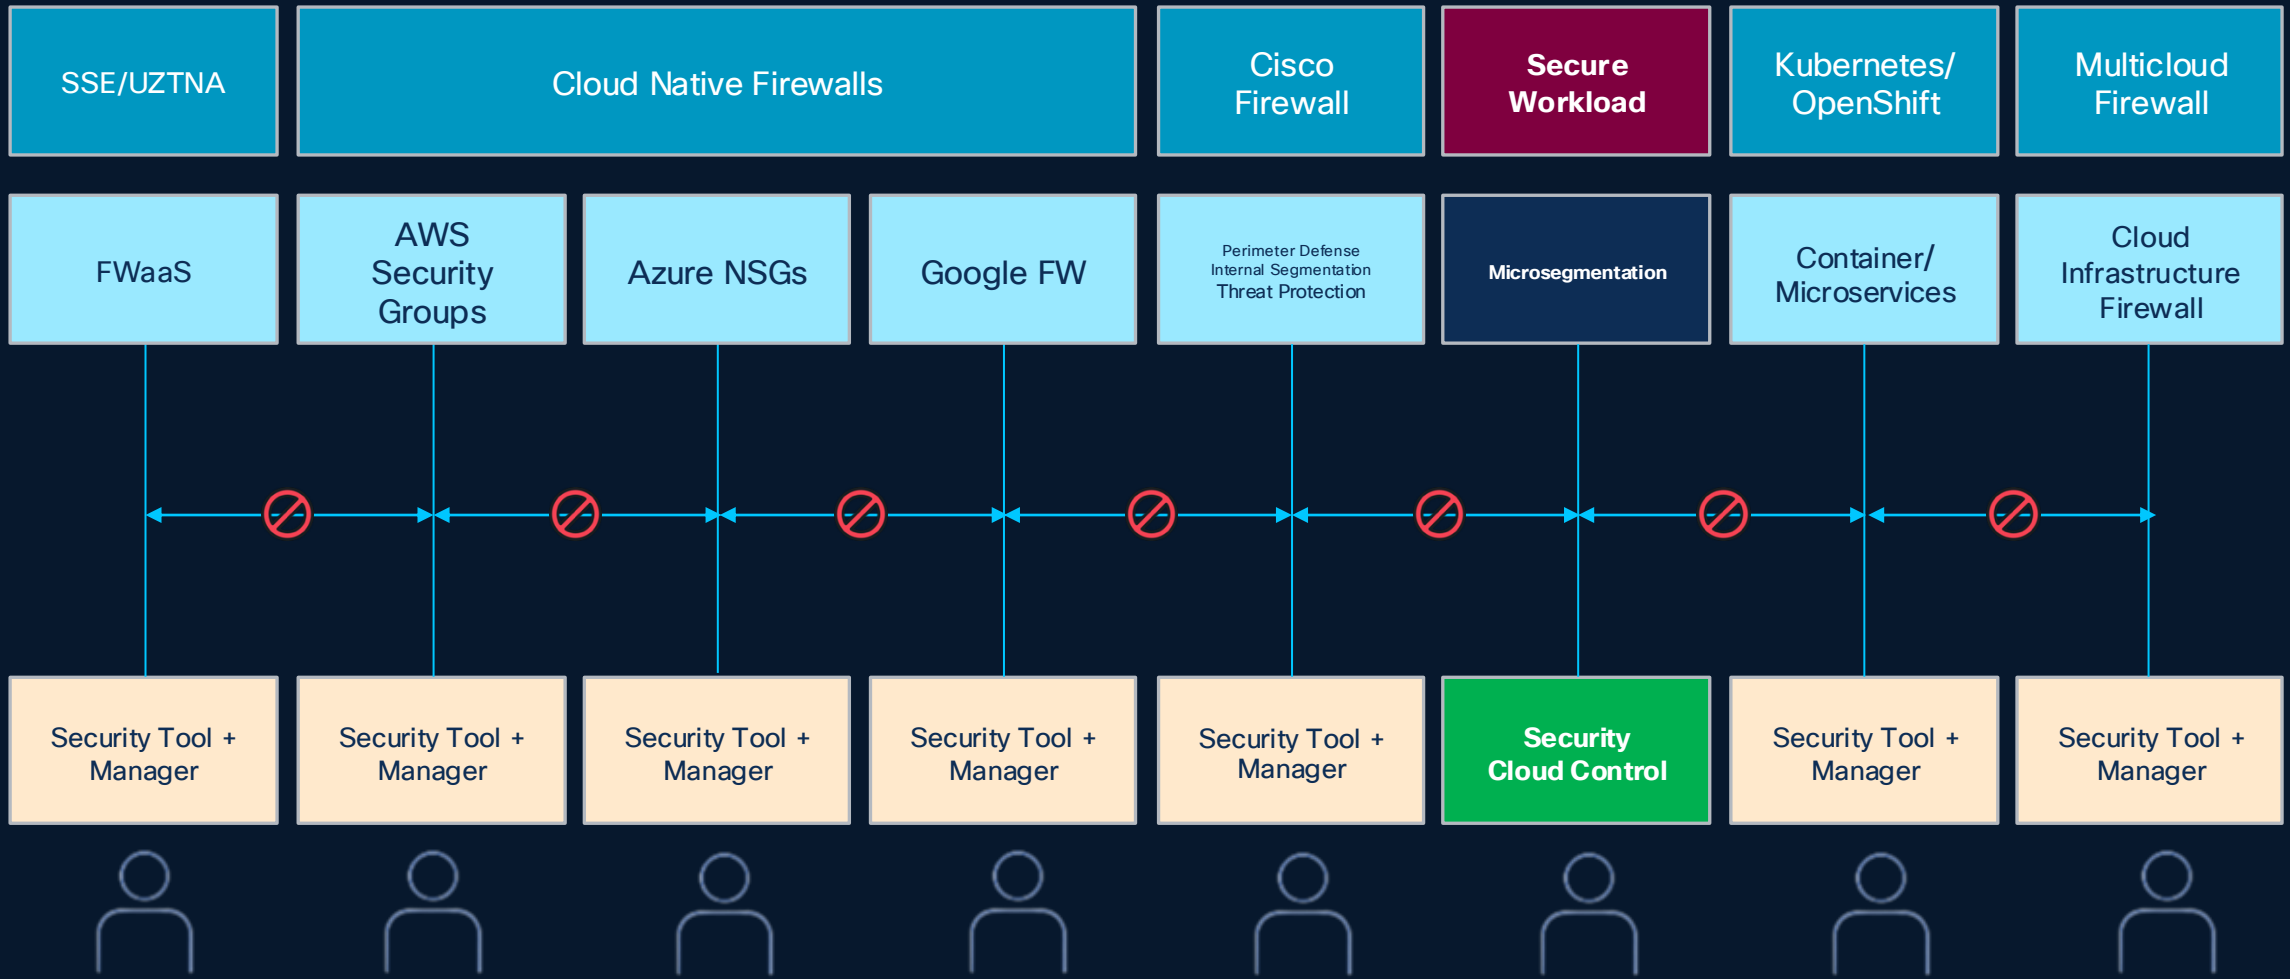 SSE/UZTNA
Cloud Native Firewalls
Cisco
Firewall
Secure
Workload
Kubernetes/
OpenShift
Multicloud
Firewall
FWaaS
AWS
Security
Groups
Azure NSGs
Google FW
Perimeter Defense
Internal Segmentation
Threat Protection
Microsegmentation
Container/
Microservices
Cloud
Infrastructure
Firewall
Security Tool +
Manager
Security Tool +
Manager
Security Tool +
Manager
Security Tool +
Manager
Security Tool +
Manager
Security
Cloud Control
Security Tool +
Manager
Security Tool +
Manager